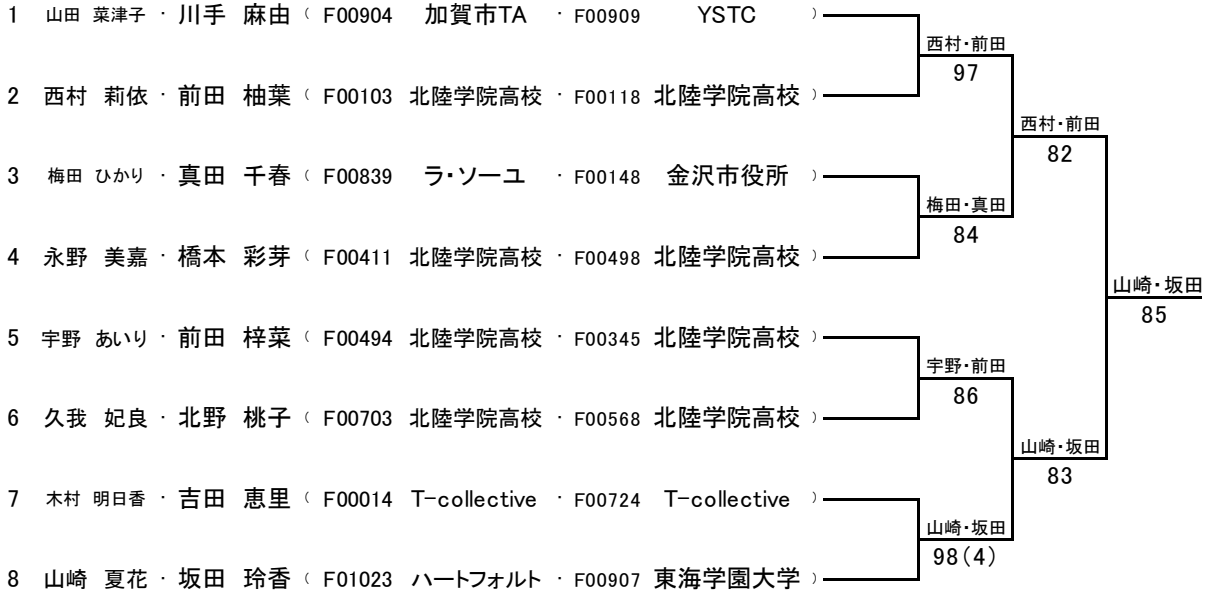 1 山田 菜津子 ・ 川手 麻由 ( F00904 加賀市TA ・ F00909 YSTC )
西村・前田
97
2 西村 莉依 ・ 前田 柚葉 ( F00103 北陸学院高校 ・ F00118 北陸学院高校 )
西村・前田
82
3 梅田 ひかり ・ 真田 千春 ( F00839 ラ・ソーユ ・ F00148 金沢市役所 )
梅田・真田
84
4 永野 美嘉 ・ 橋本 彩芽 ( F00411 北陸学院高校 ・ F00498 北陸学院高校 )
山崎・坂田
85
5 宇野 あいり ・ 前田 梓菜 ( F00494 北陸学院高校 ・ F00345 北陸学院高校 )
宇野・前田
86
6 久我 妃良 ・ 北野 桃子 ( F00703 北陸学院高校 ・ F00568 北陸学院高校 )
山崎・坂田
83
7 木村 明日香 ・ 吉田 恵里 ( F00014 T-collective ・ F00724 T-collective )
山崎・坂田
98(4)
8 山崎 夏花 ・ 坂田 玲香 ( F01023 ハートフォルト ・ F00907 東海学園大学 )